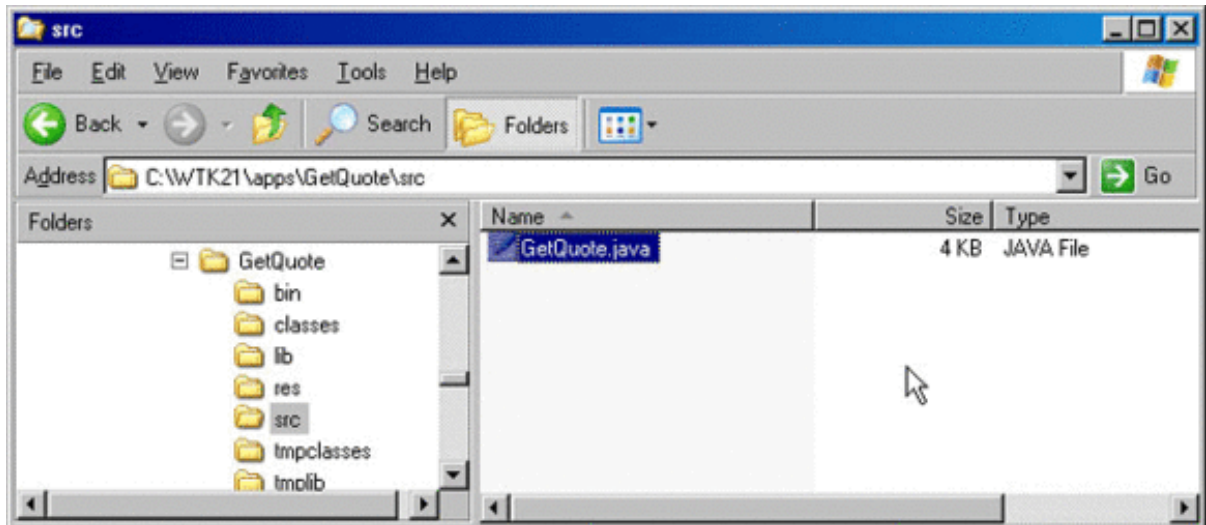 src
File Edit View Favorites Tools Help
Back Search Folders
Address C:\WTK21\apps\GetQuote\src Go
Folders Name Size Type
GetQuote GetQuote.java 4 KB JAVA File
bin
classes
lib
res
src
tmpclasses
tmplib